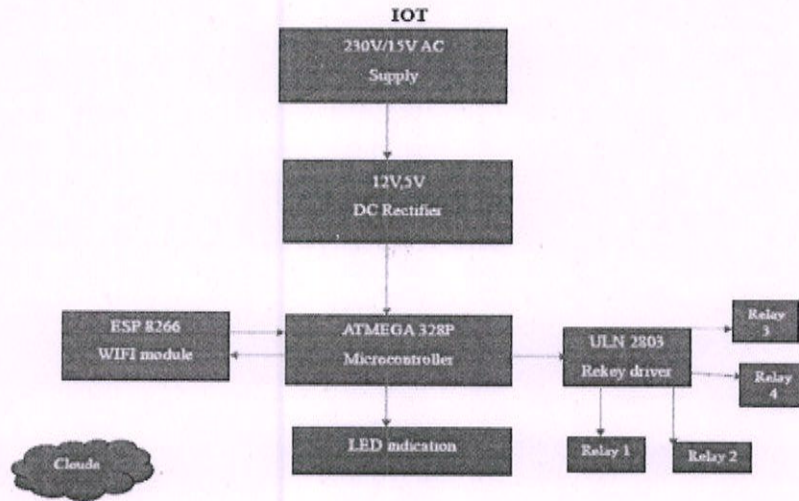 IOT
230V/15V AC
Supply
12V,5V
DC Rectifier
ESP 8266
WIFI module
ATMEGA 328P
Microcontroller
ULN 2803
Rekey driver
Relay
3
Relay
4
LED indication
Relay 1
Relay 2
Clouds